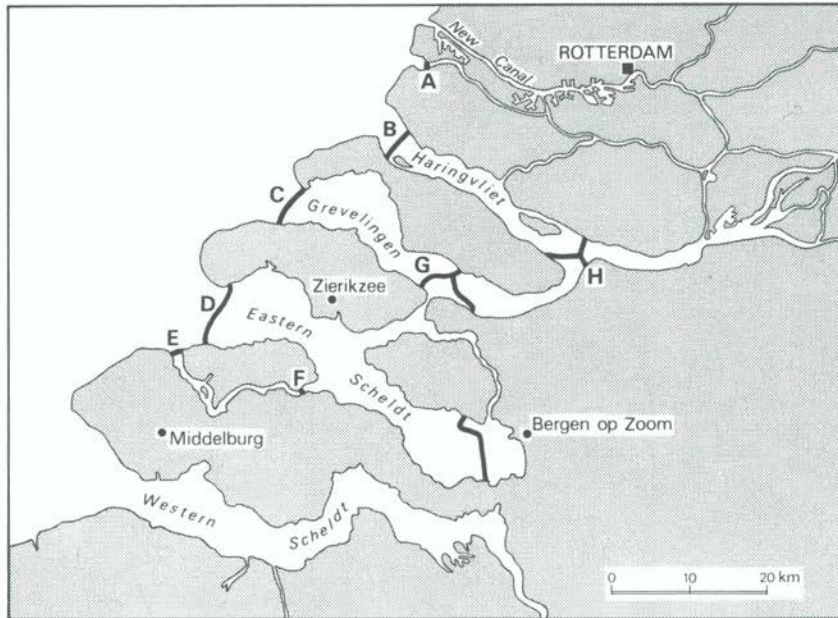 New Canal
ROTTERDAM
A
B
Haringvliet
C
Grevelingen
G
H
Zierikzee
D
Eastern Scheldt
E
F
Middelburg
Bergen op Zoom
Western Scheldt
0 10 20 km